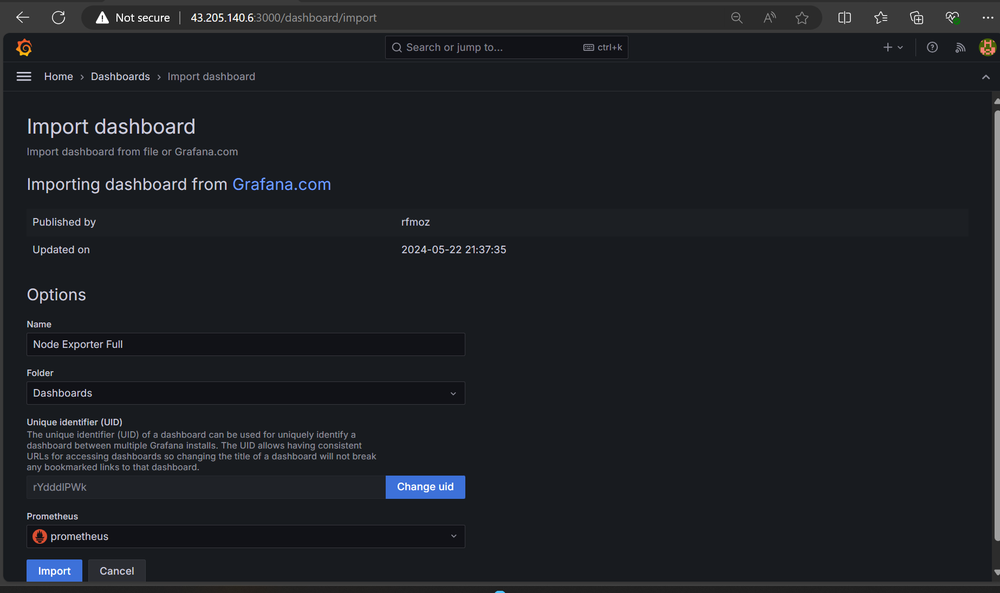 Not secure
43.205.140.6:3000/dashboard/import
Search or jump to...
ctrl+k
Home › Dashboards › Import dashboard
Import dashboard
Import dashboard from file or Grafana.com
Importing dashboard from Grafana.com
Published by rfmoz
Updated on 2024-05-22 21:37:35
Options
Name
Node Exporter Full
Folder
Dashboards
Unique identifier (UID)
The unique identifier (UID) of a dashboard can be used for uniquely identify a
dashboard between multiple Grafana installs. The UID allows having consistent
URLs for accessing dashboards so changing the title of a dashboard will not break
any bookmarked links to that dashboard.
rYdddlPWk
Change uid
Prometheus
prometheus
Import
Cancel